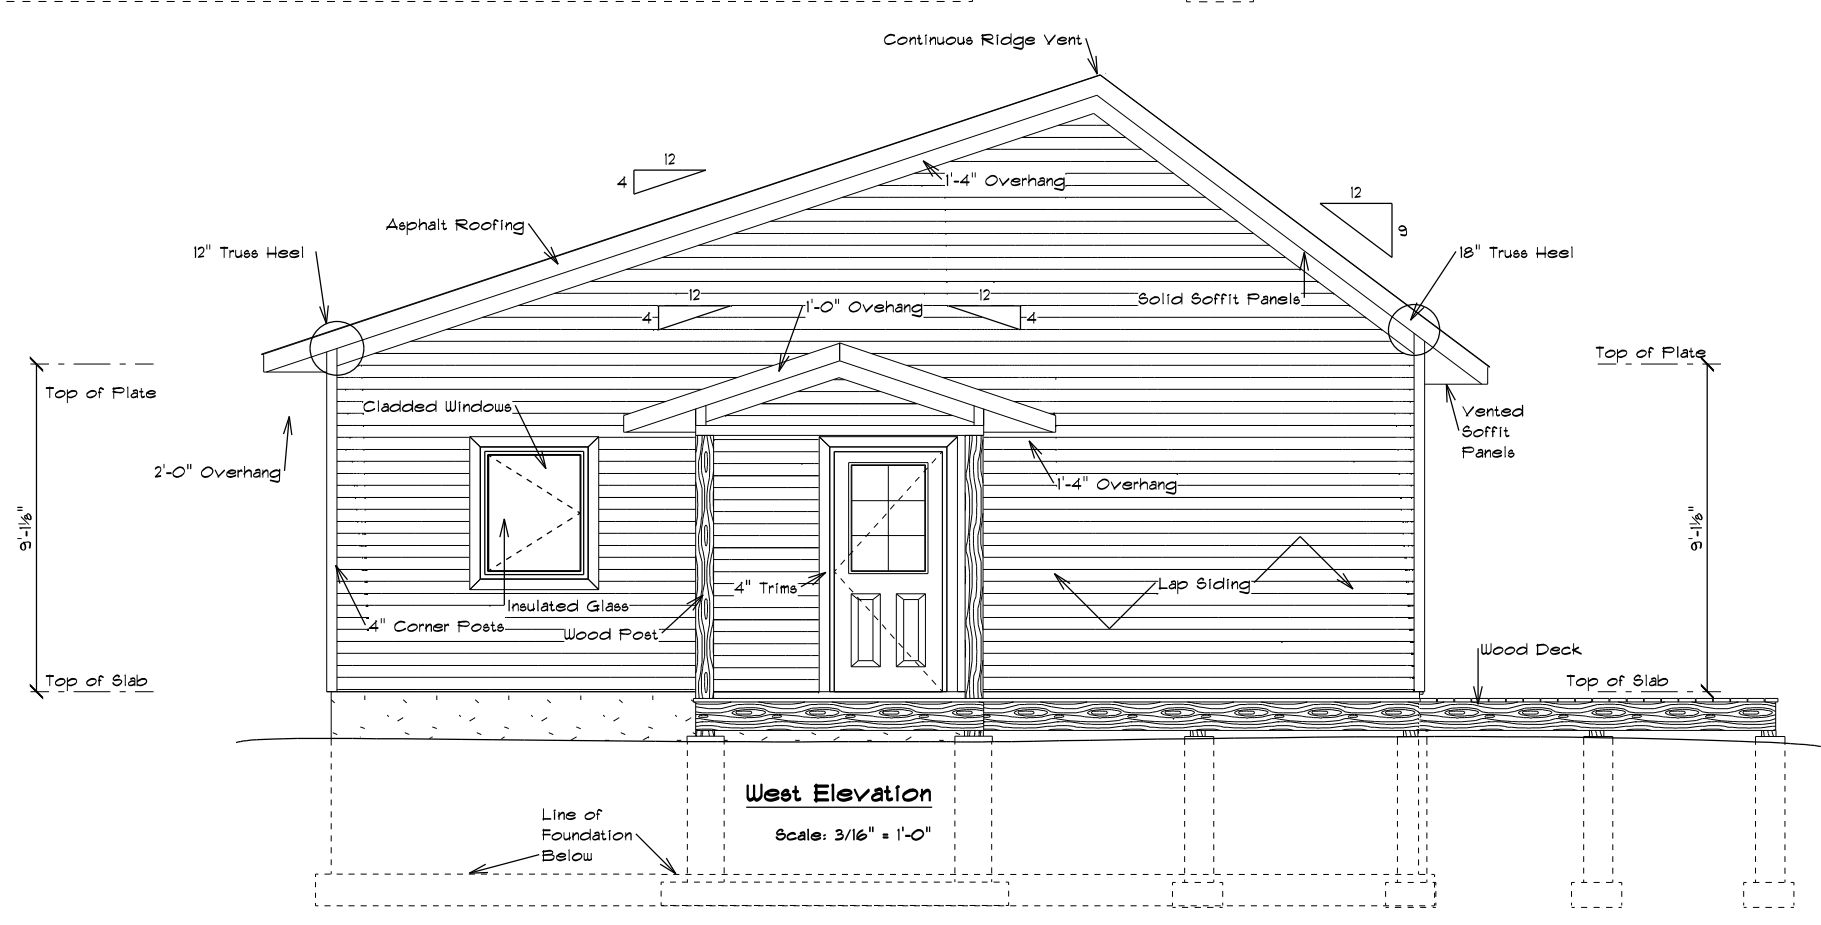 Continuous Ridge Vent
12
4
1'-4" Overhang
12
9
Asphalt Roofing
12" Truss Heel
18" Truss Heel
12
4
1'-0" Ovehang
12
4
Solid Soffit Panels
Top of Plate
Top of Plate
Cladded Windows
Vented
Soffit
Panels
2'-0" Overhang
1'-4" Overhang
9'-1⅛"
9'-1⅛"
4" Trims
Lap Siding
Insulated Glass
4" Corner Posts
Wood Post
Wood Deck
Top of Slab
Top of Slab
West Elevation
Scale: 3/16" = 1'-0"
Line of
Foundation
Below